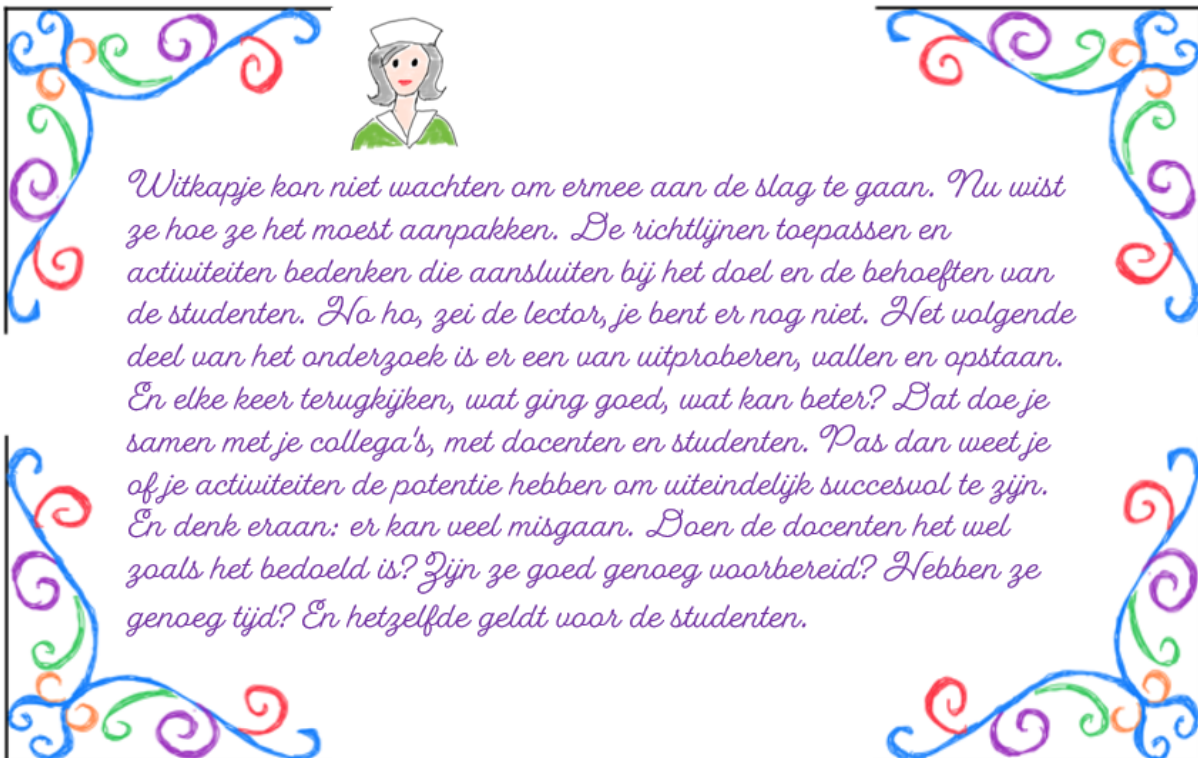 Witkapje kon niet wachten om ermee aan de slag te gaan. Nu wist
ze hoe ze het moest aanpakken. De richtlijnen toepassen en
activiteiten bedenken die aansluiten bij het doel en de behoeften van
de studenten. Ho ho, zei de lector, je bent er nog niet. Het volgende
deel van het onderzoek is er een van uitproberen, vallen en opstaan.
En elke keer terugkijken, wat ging goed, wat kan beter? Dat doe je
samen met je collega's, met docenten en studenten. Pas dan weet je
of je activiteiten de potentie hebben om uiteindelijk succesvol te zijn.
En denk eraan: er kan veel misgaan. Doen de docenten het wel
zoals het bedoeld is? Zijn ze goed genoeg voorbereid? Hebben ze
genoeg tijd? En hetzelfde geldt voor de studenten.